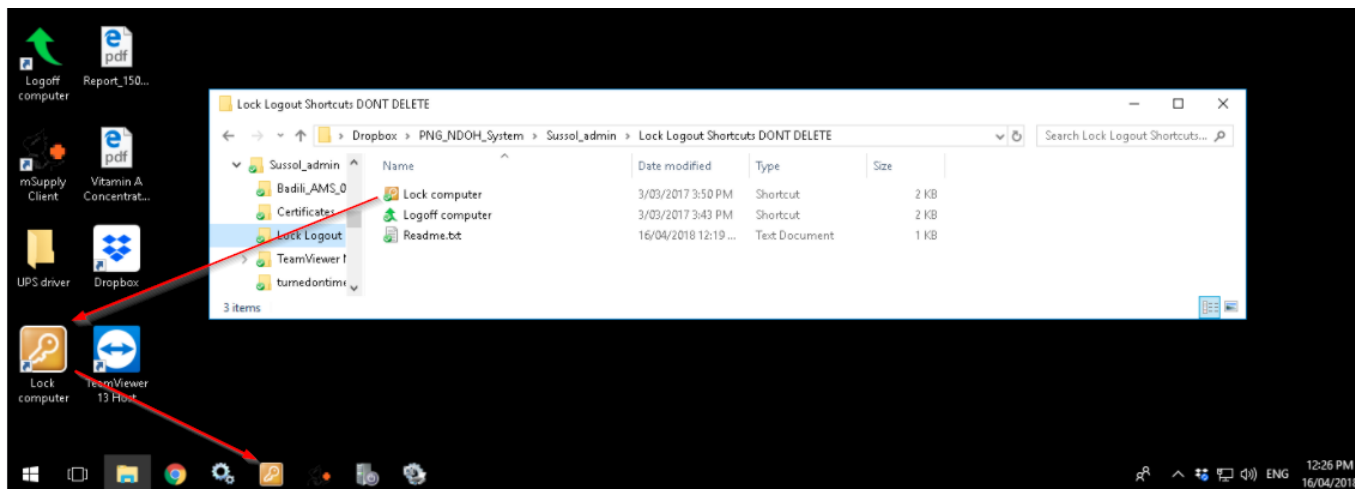 Logoff
computer
pdf
Report_150...
mSupply
Client
pdf
Vitamin A
Concentrat...
UPS driver
Dropbox
Lock
computer
TeamViewer
13 Host
Lock Logout Shortcuts DONT DELETE
Dropbox > PNG_NDOH_System > Sussol_admin > Lock Logout Shortcuts DONT DELETE
Search Lock Logout Shortcuts...
Sussol_admin
Badili_AMS_0
Certificates
Lock Logout
TeamViewer
turnedontime
Name Date modified Type Size
Lock computer 3/03/2017 3:50 PM Shortcut 2 KB
Logoff computer 3/03/2017 3:43 PM Shortcut 2 KB
Readme.txt 16/04/2018 12:19 ... Text Document 1 KB
3 items
ENG
12:26 PM
16/04/2018